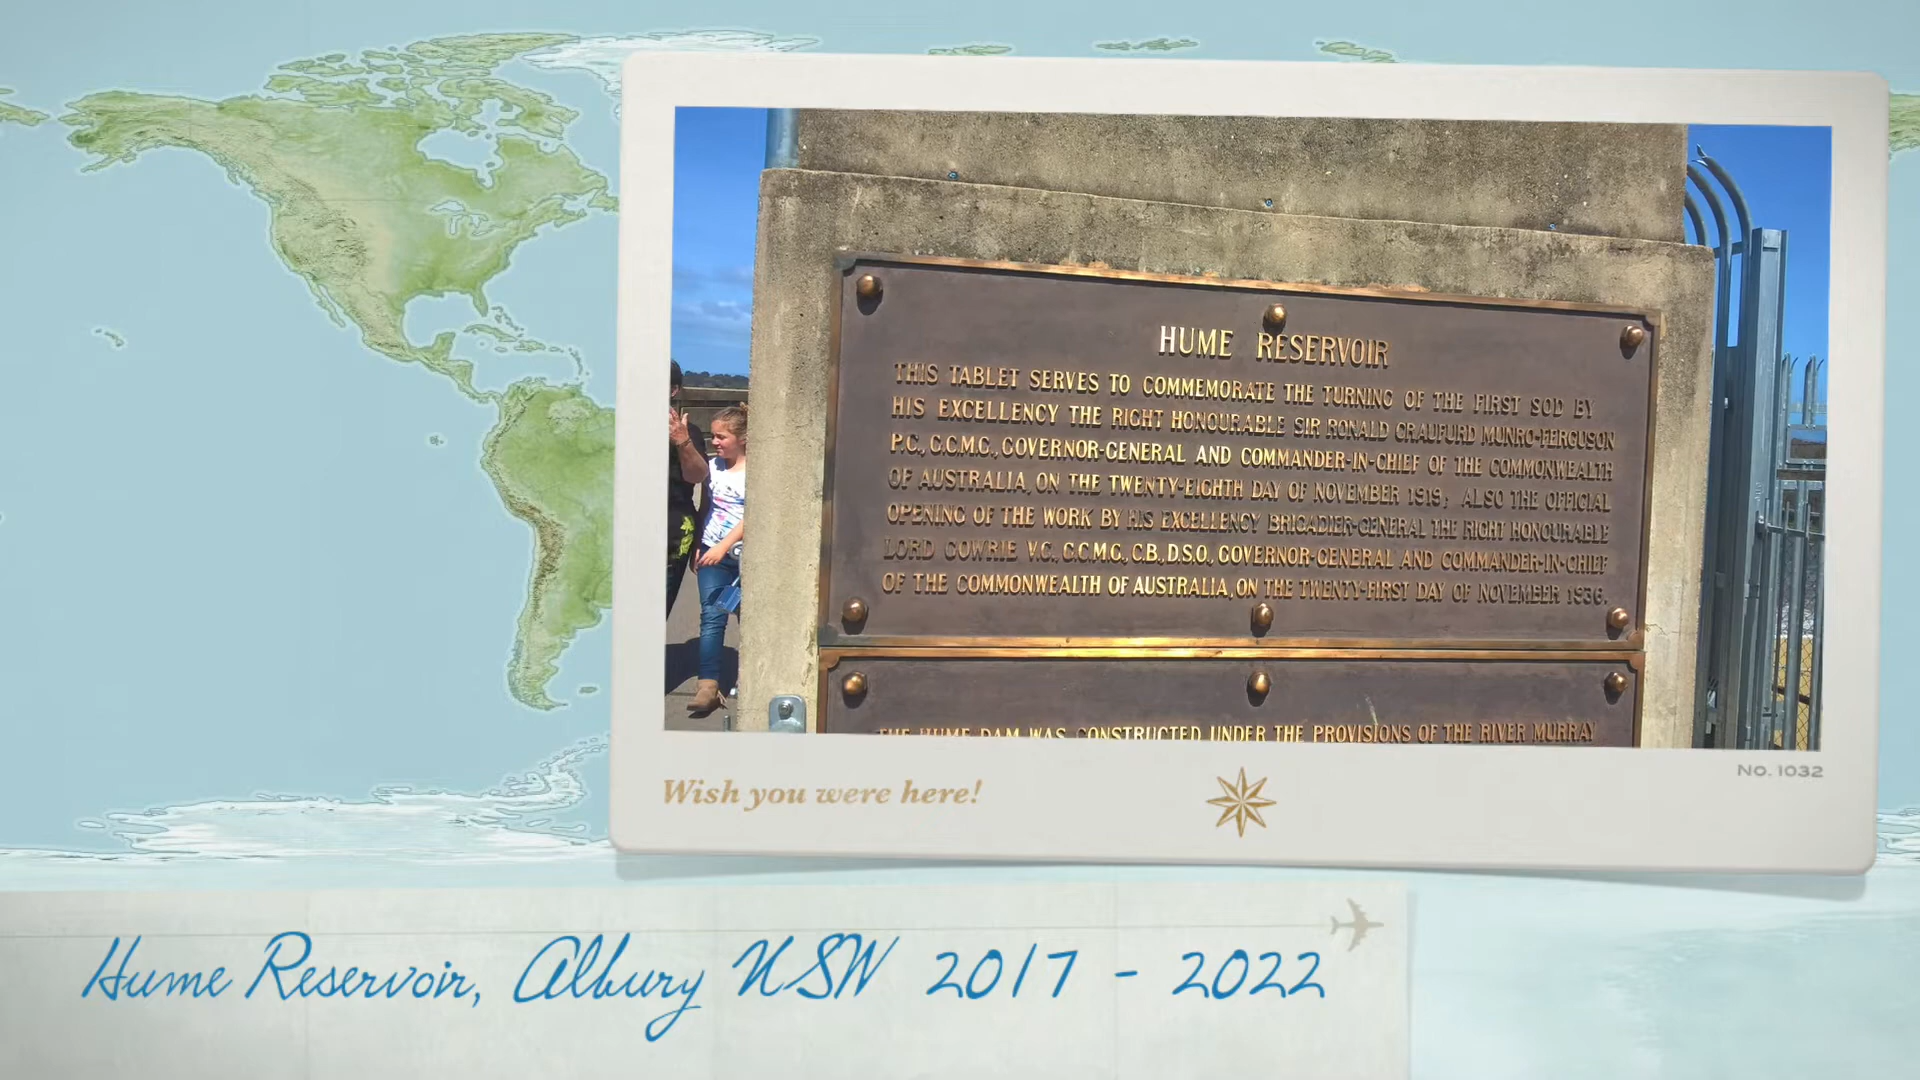 HUME RESERVOIR
THIS TABLET SERVES TO COMMEMORATE THE TURNING OF THE FIRST SOD BY
HIS EXCELLENCY THE RIGHT HONOURABLE SIR RONALD CRAUFURD MUNRO-FERGUSON
P.C., G.C.M.G., GOVERNOR-GENERAL AND COMMANDER-IN-CHIEF OF THE COMMONWEALTH
OF AUSTRALIA, ON THE TWENTY-EIGHTH DAY OF NOVEMBER 1919; ALSO THE OFFICIAL
OPENING OF THE WORK BY HIS EXCELLENCY BRIGADIER-GENERAL THE RIGHT HONOURABLE
LORD GOWRIE V.C., G.C.M.G., C.B., D.S.O., GOVERNOR-GENERAL AND COMMANDER-IN-CHIEF
OF THE COMMONWEALTH OF AUSTRALIA, ON THE TWENTY-FIRST DAY OF NOVEMBER 1936.
THE HUME DAM WAS CONSTRUCTED UNDER THE PROVISIONS OF THE RIVER MURRAY
Wish you were here!
No. 1032
Hume Reservoir, Albury NSW 2017 - 2022